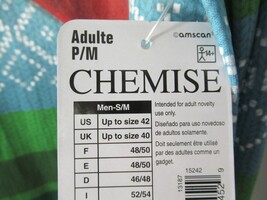 Adulte
P/M
©amscan®
14+
CHEMISE
Men-S/M
US Up to size 42
UK Up to size 40
F 48/50
E 48/50
D 46/48
I 52/54
Intended for adult novelty
use only.
Diseñado para uso novedoso
de adultos solamente.
Doit seulement être utilisé
par des adultes comme un
gadget.
15242
13187